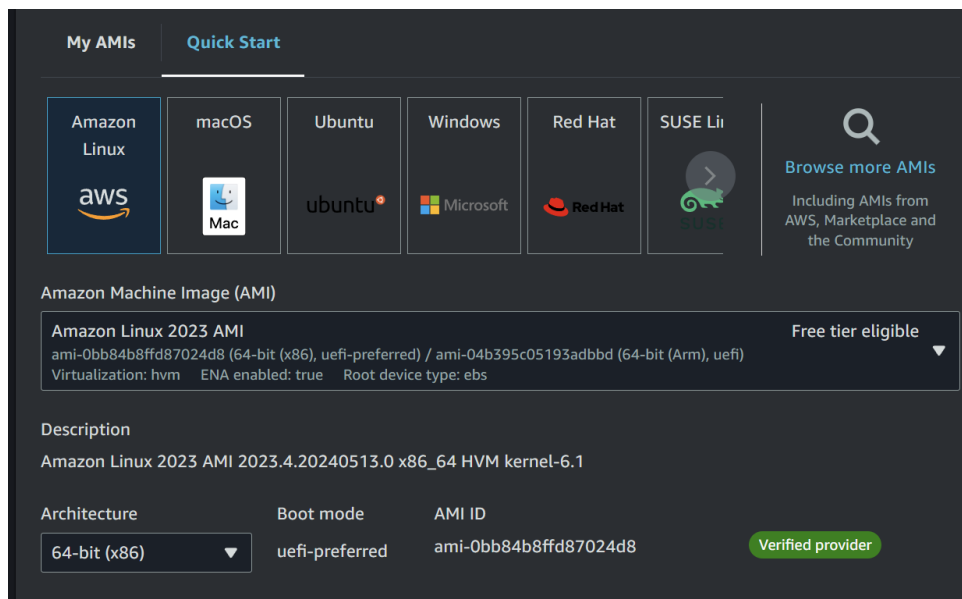 My AMIs
Quick Start
Amazon
Linux
aws
macOS
Mac
Ubuntu
ubuntu
Windows
Microsoft
Red Hat
Red Hat
SUSE Li
SUSE
Browse more AMIs
Including AMIs from
AWS, Marketplace and
the Community
Amazon Machine Image (AMI)
Amazon Linux 2023 AMI
Free tier eligible
ami-0bb84b8ffd87024d8 (64-bit (x86), uefi-preferred) / ami-04b395c05193adbbd (64-bit (Arm), uefi)
Virtualization: hvm ENA enabled: true Root device type: ebs
Description
Amazon Linux 2023 AMI 2023.4.20240513.0 x86_64 HVM kernel-6.1
Architecture
Boot mode
AMI ID
64-bit (x86)
uefi-preferred
ami-0bb84b8ffd87024d8
Verified provider